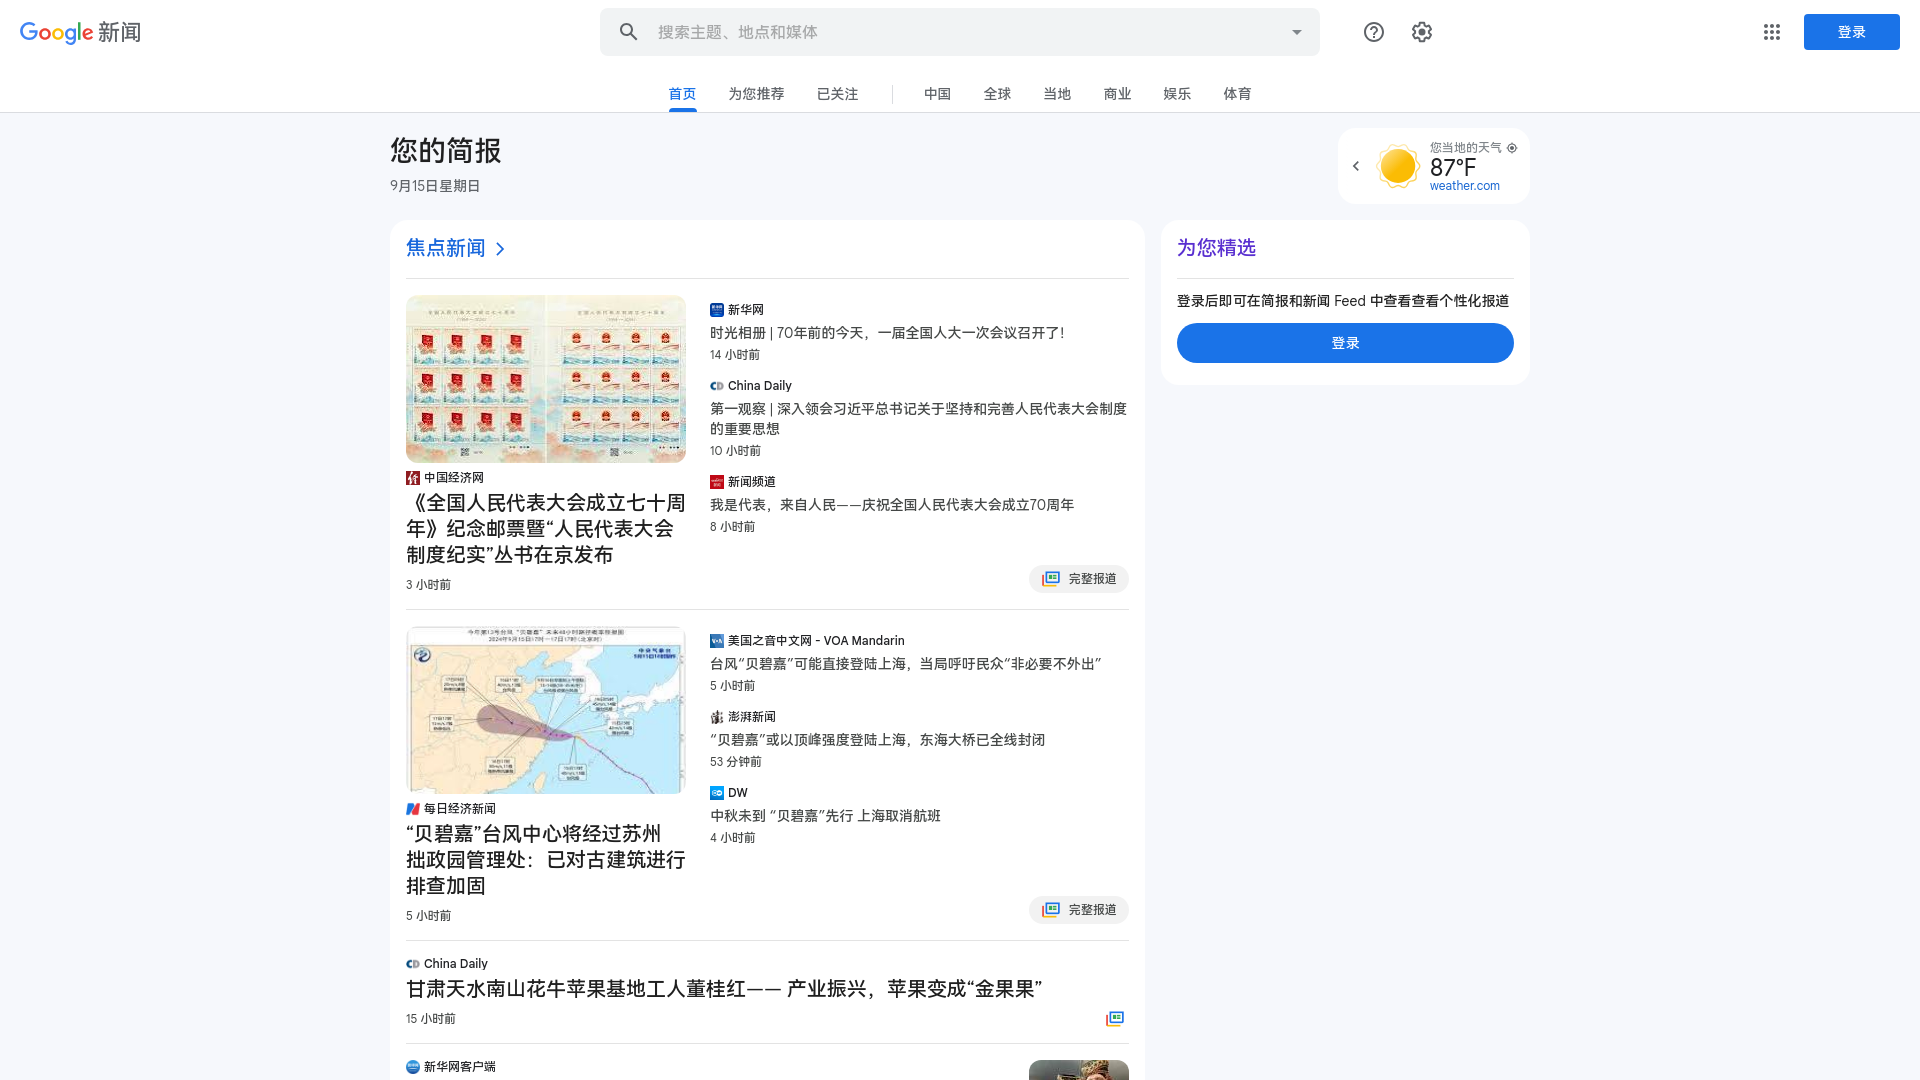 Google 新闻
搜索主题、地点和媒体
登录
首页
为您推荐
已关注
中国
全球
当地
商业
娱乐
体育
您的简报
9月15日星期日
您当地的天气
87°F
weather.com
焦点新闻
中国经济网
《全国人民代表大会成立七十周
年》纪念邮票暨“人民代表大会
制度纪实”丛书在京发布
3 小时前
新华网
时光相册 | 70年前的今天，一届全国人大一次会议召开了！
14 小时前
China Daily
第一观察 | 深入领会习近平总书记关于坚持和完善人民代表大会制度
的重要思想
10 小时前
新闻频道
我是代表，来自人民——庆祝全国人民代表大会成立70周年
8 小时前
完整报道
每日经济新闻
“贝碧嘉”台风中心将经过苏州
拙政园管理处：已对古建筑进行
排查加固
5 小时前
美国之音中文网 - VOA Mandarin
台风“贝碧嘉”可能直接登陆上海，当局呼吁民众“非必要不外出”
5 小时前
澎湃新闻
“贝碧嘉”或以顶峰强度登陆上海，东海大桥已全线封闭
53 分钟前
DW
中秋未到 “贝碧嘉”先行 上海取消航班
4 小时前
完整报道
China Daily
甘肃天水南山花牛苹果基地工人董桂红—— 产业振兴，苹果变成“金果果”
15 小时前
新华网客户端
为您精选
登录后即可在简报和新闻 Feed 中查看查看个性化报道
登录